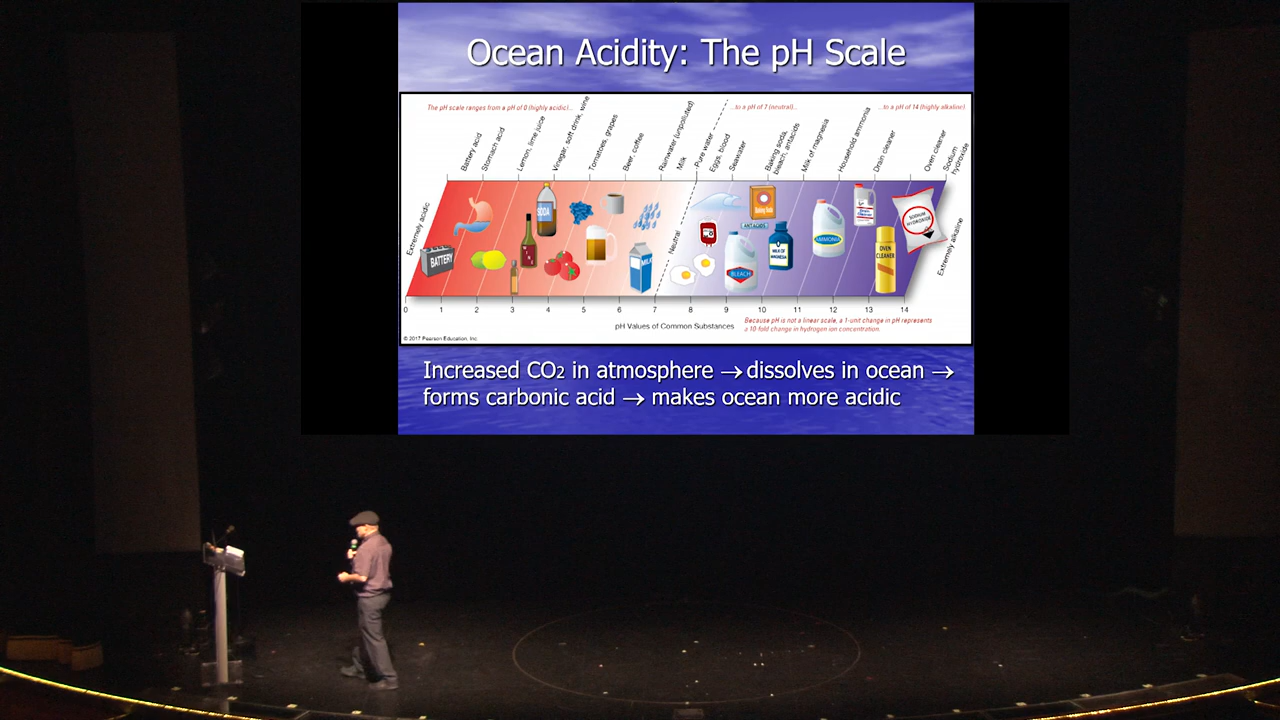 Ocean Acidity: The pH Scale
The pH scale ranges from a pH of 0 (highly acidic)...
...to a pH of 7 (neutral)...
...to a pH of 14 (highly alkaline)
Battery acid
Stomach acid
Lemon, lime juice
Vinegar, soft drink, wine
Tomatoes, grapes
Beer, coffee
Rainwater (unpolluted)
Milk
Pure water
Eggs, blood
Seawater
Baking soda,
bleach, antacids
Milk of magnesia
Household ammonia
Drain cleaner
Oven cleaner
Sodium
hydroxide
Extremely acidic
Neutral
Extremely alkaline
BATTERY
SODA
MILK
BLEACH
ANTACIDS
MILK OF
MAGNESIA
AMMONIA
OVEN
CLEANER
SODIUM
HYDROXIDE
0 1 2 3 4 5 6 7 8 9 10 11 12 13 14
pH Values of Common Substances
Because pH is not a linear scale, a 1-unit change in pH represents
a 10-fold change in hydrogen ion concentration.
© 2017 Pearson Education, Inc
Increased CO2 in atmosphere → dissolves in ocean →
forms carbonic acid → makes ocean more acidic